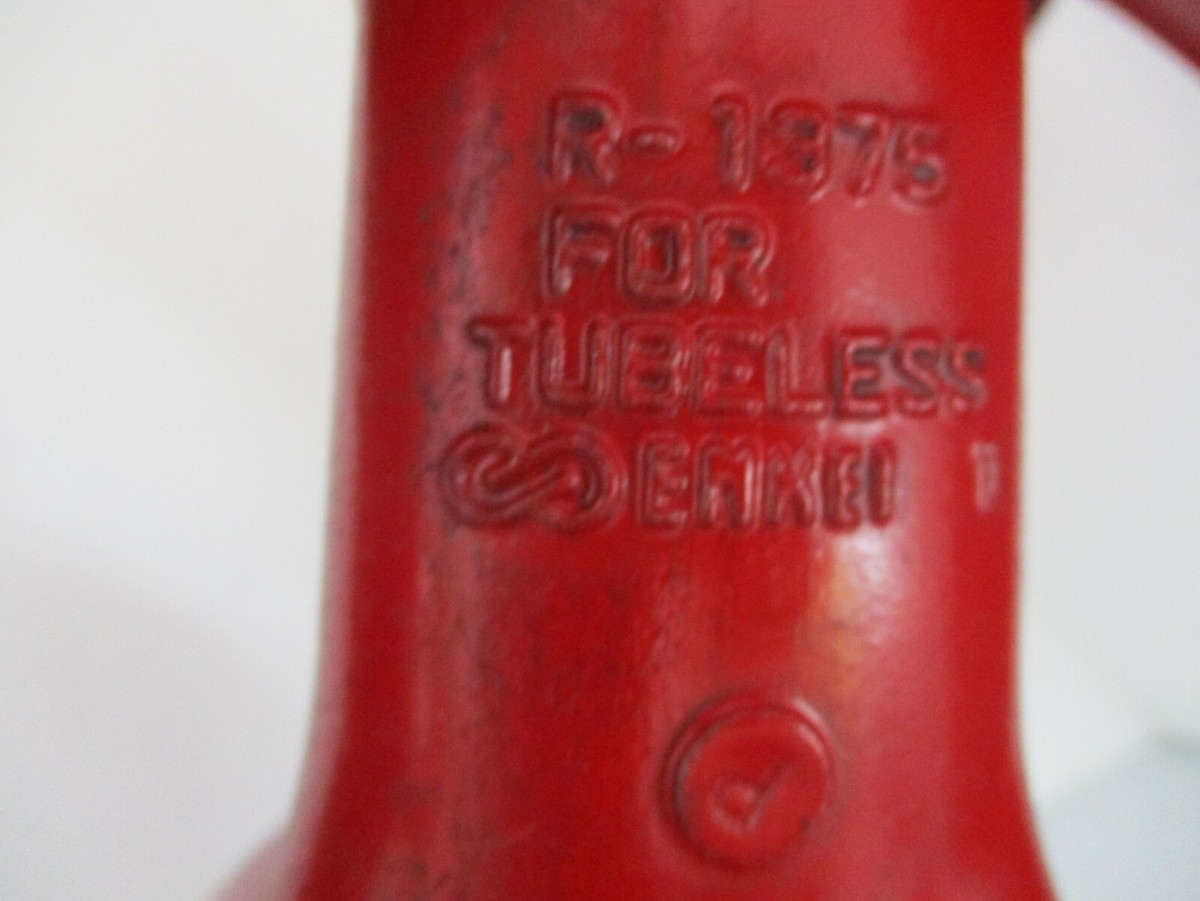 R-1975
FOR
TUBELESS
ENKEI